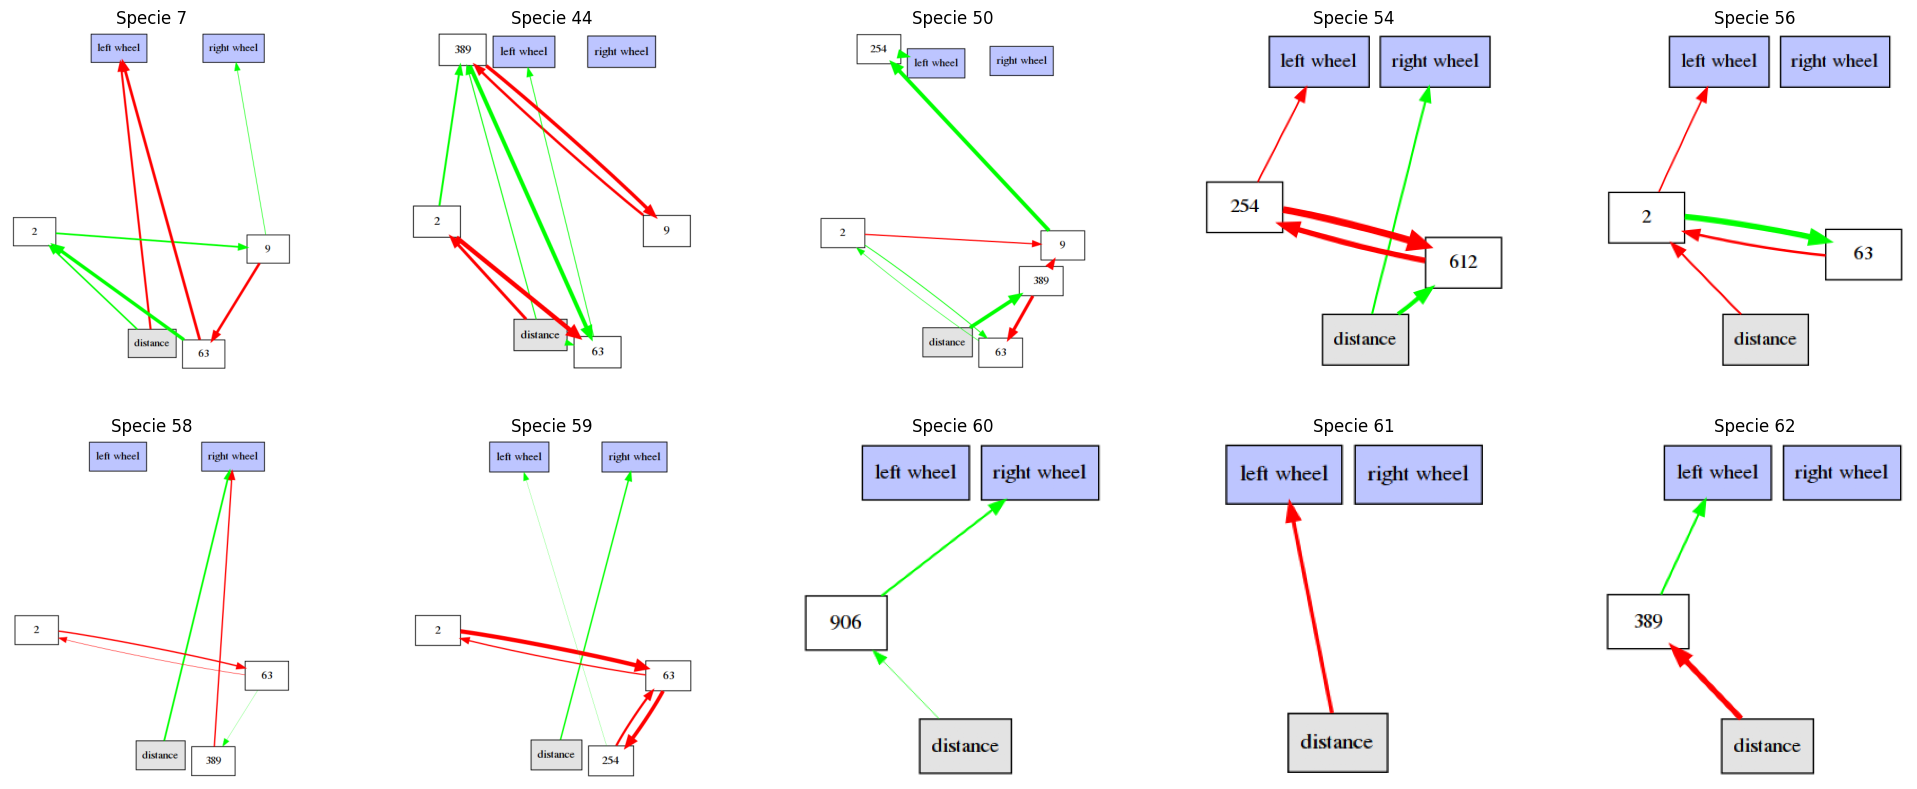 Specie 7
left wheel
right wheel
2
9
distance
63
Specie 44
389
left wheel
right wheel
2
9
distance
63
Specie 50
254
left wheel
right wheel
2
9
389
distance
63
Specie 54
left wheel
right wheel
254
612
distance
Specie 56
left wheel
right wheel
2
63
distance
Specie 58
left wheel
right wheel
2
63
distance
389
Specie 59
left wheel
right wheel
2
63
distance
254
Specie 60
left wheel
right wheel
906
distance
Specie 61
left wheel
right wheel
distance
Specie 62
left wheel
right wheel
389
distance